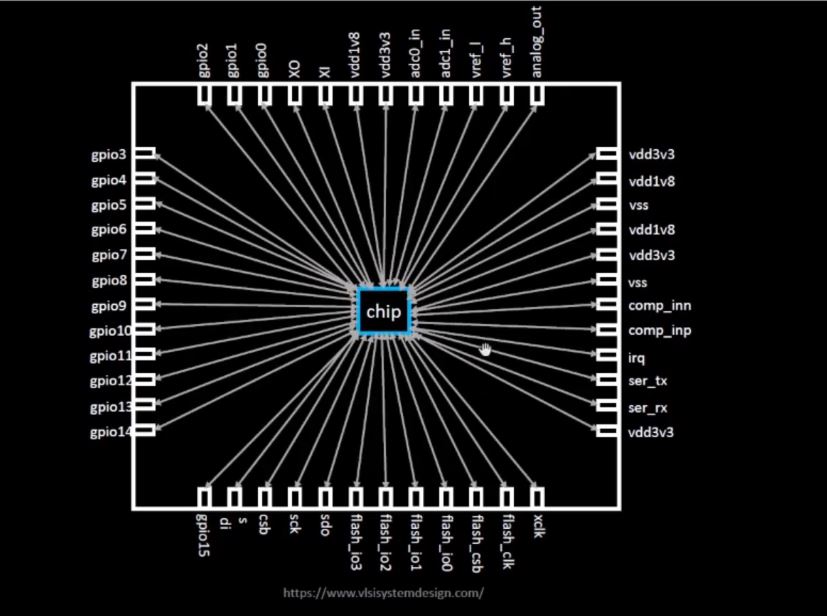 gpio2
gpio1
gpio0
XO
XI
vdd1v8
vdd3v3
adc0_in
adc1_in
vref_l
vref_h
analog_out
gpio3
gpio4
gpio5
gpio6
gpio7
gpio8
gpio9
gpio10
gpio11
gpio12
gpio13
gpio14
chip
vdd3v3
vdd1v8
vss
vdd1v8
vdd3v3
vss
comp_inn
comp_inp
irq
ser_tx
ser_rx
vdd3v3
gpio15
s
di
csb
sck
sdo
flash_io3
flash_io2
flash_io1
flash_io0
flash_csb
flash_clk
xclk
https://www.vlsisystemdesign.com/